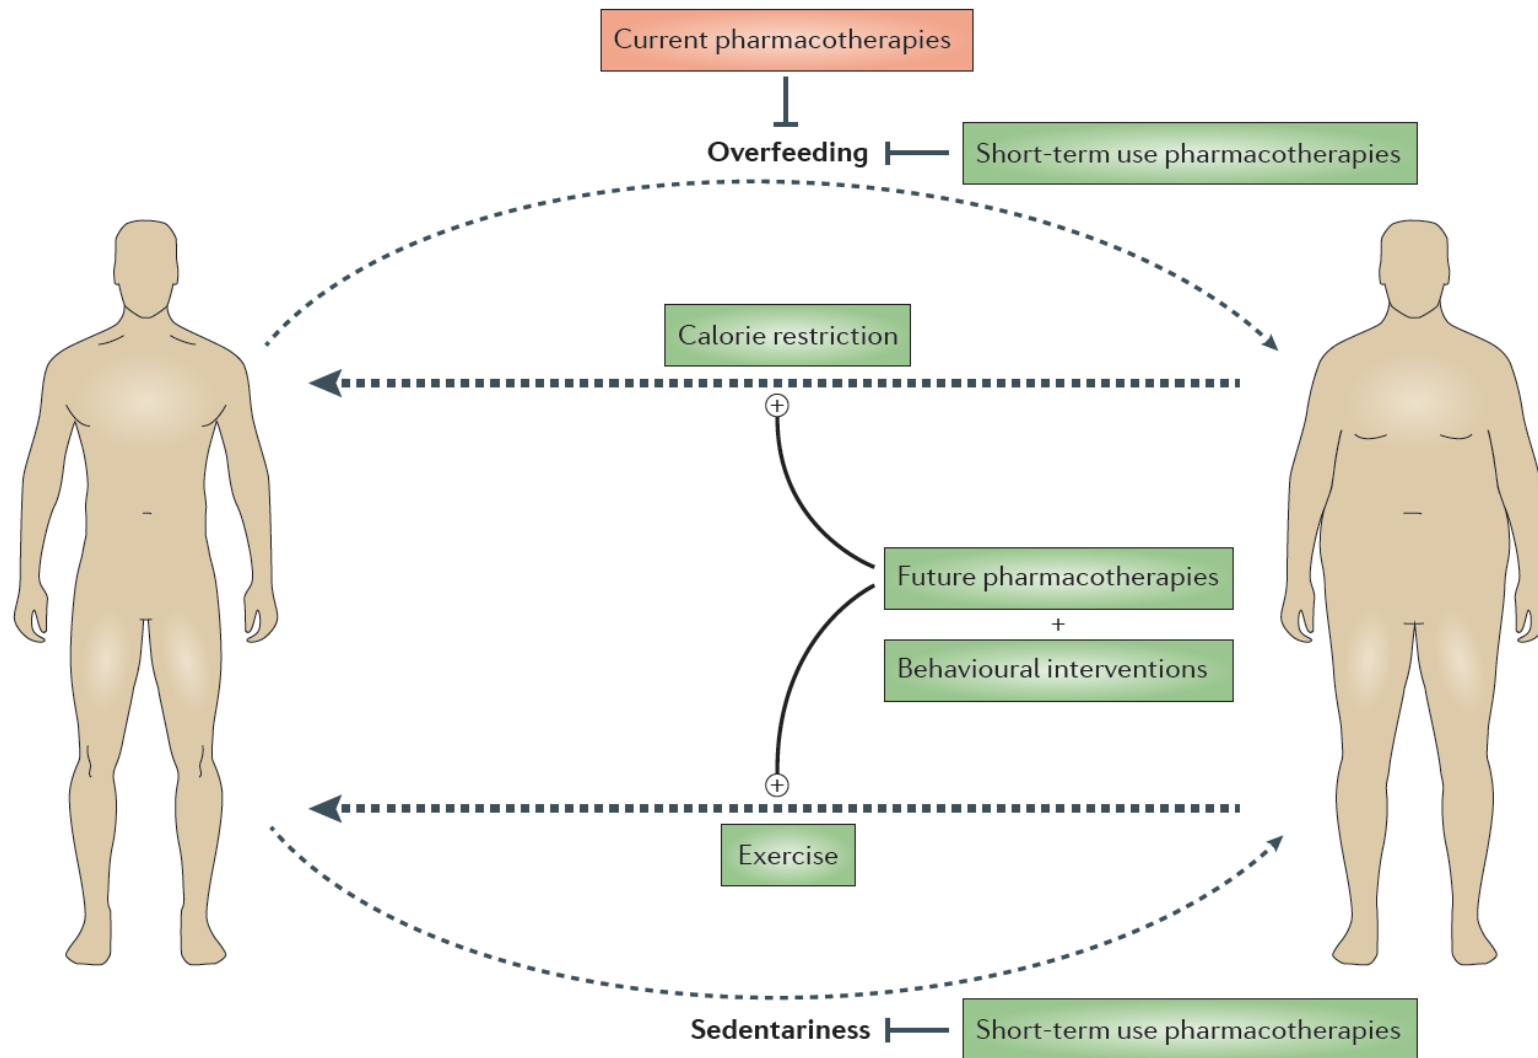 Current pharmacotherapies
Overfeeding
Short-term use pharmacotherapies
Calorie restriction
+
Future pharmacotherapies
+
Behavioural interventions
+
Exercise
Sedentariness
Short-term use pharmacotherapies